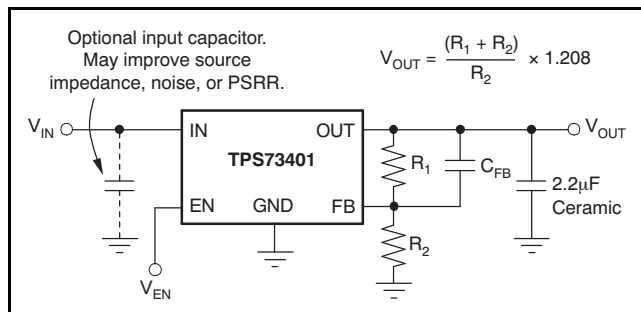 Optional input capacitor.
May improve source
impedance, noise, or PSRR.
V_OUT = (R_1 + R_2) / R_2 × 1.208
V_IN
IN
OUT
V_OUT
TPS73401
R_1
C_FB
2.2μF
Ceramic
EN
GND
FB
R_2
V_EN